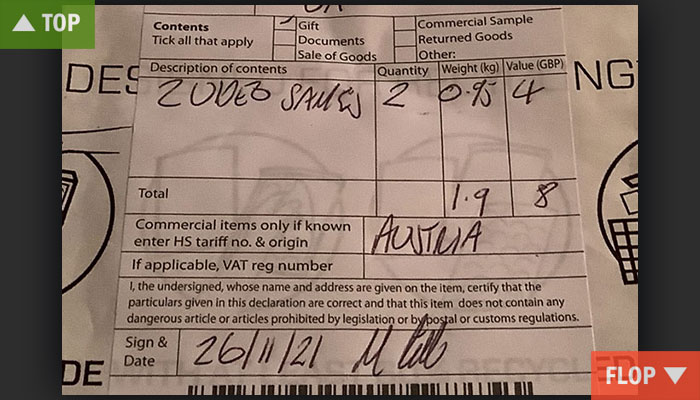 ▲ TOP
Contents
Tick all that apply
Gift
Documents
Sale of Goods
Commercial Sample
Returned Goods
Other:
DES
NG
Description of contents Quantity Weight (kg) Value (GBP)
2 0.95 4
Total 1.9 8
Commercial items only if known
enter HS tariff no. & origin
AUSTRIA
If applicable, VAT reg number
I, the undersigned, whose name and address are given on the item, certify that the
particulars given in this declaration are correct and that this item does not contain any
dangerous article or articles prohibited by legislation or by postal or customs regulations.
Sign &
Date
26/11/21
DE
FLOP ▼